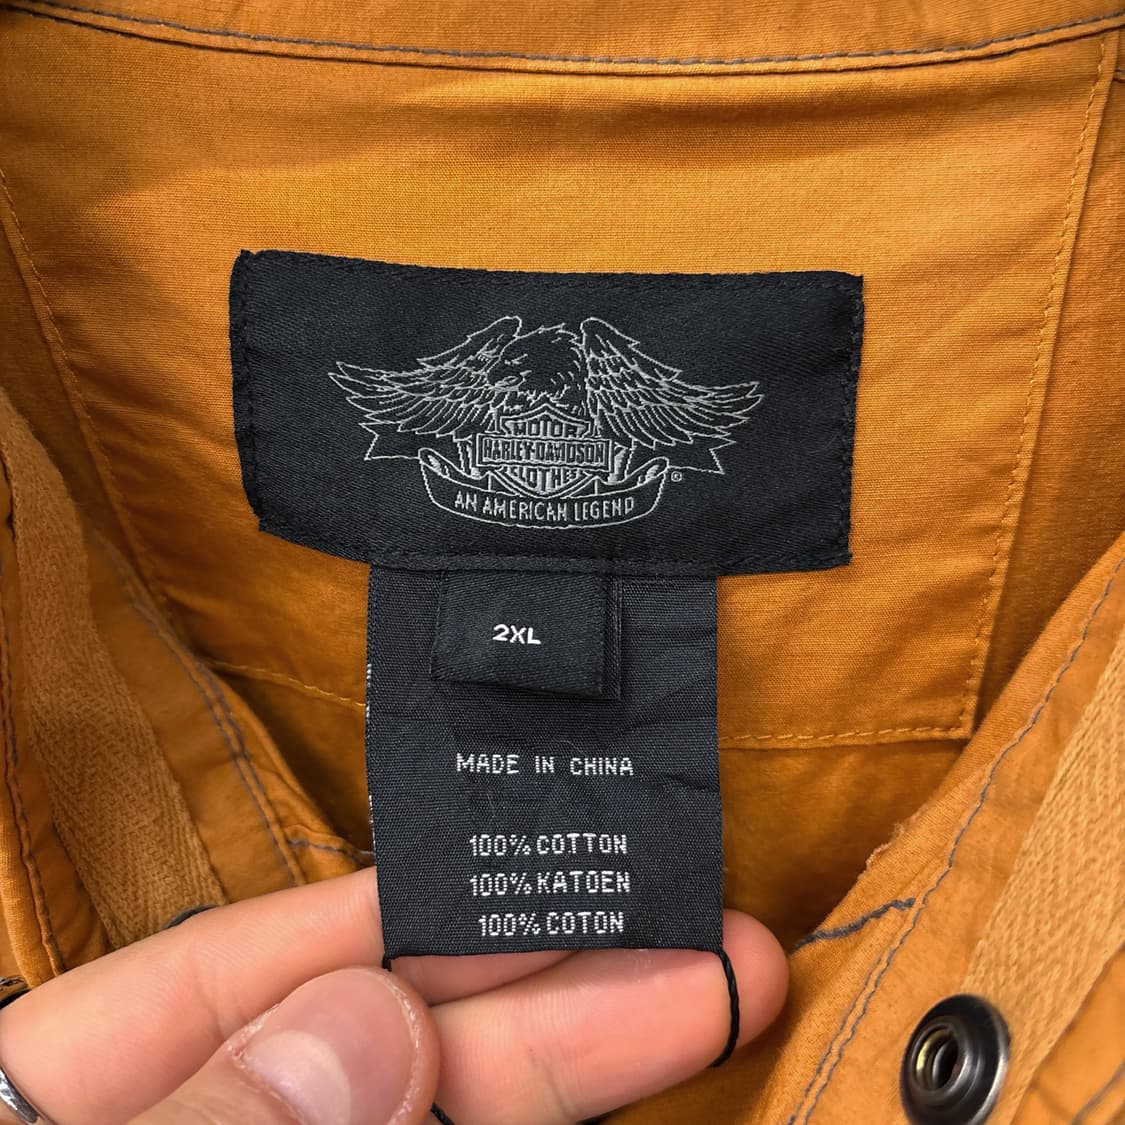 MOTOR
HARLEY-DAVIDSON
CLOTHES
®
AN AMERICAN LEGEND
2XL
MADE IN CHINA
100% COTTON
100% KATOEN
100% COTON